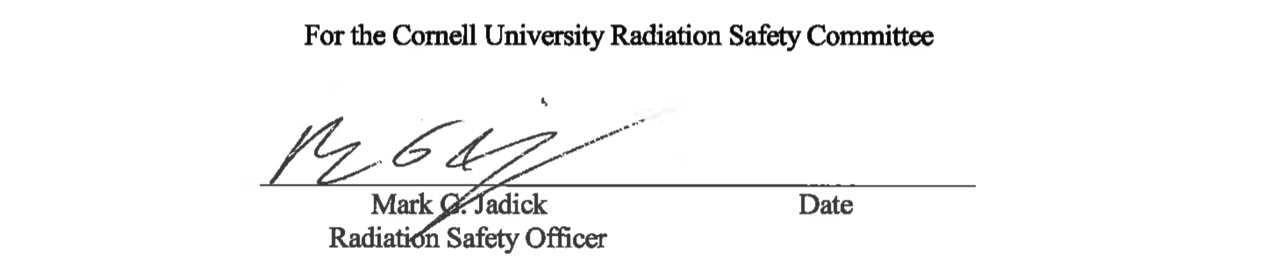 For the Cornell University Radiation Safety Committee
Mark G. Jadick Date
Radiation Safety Officer